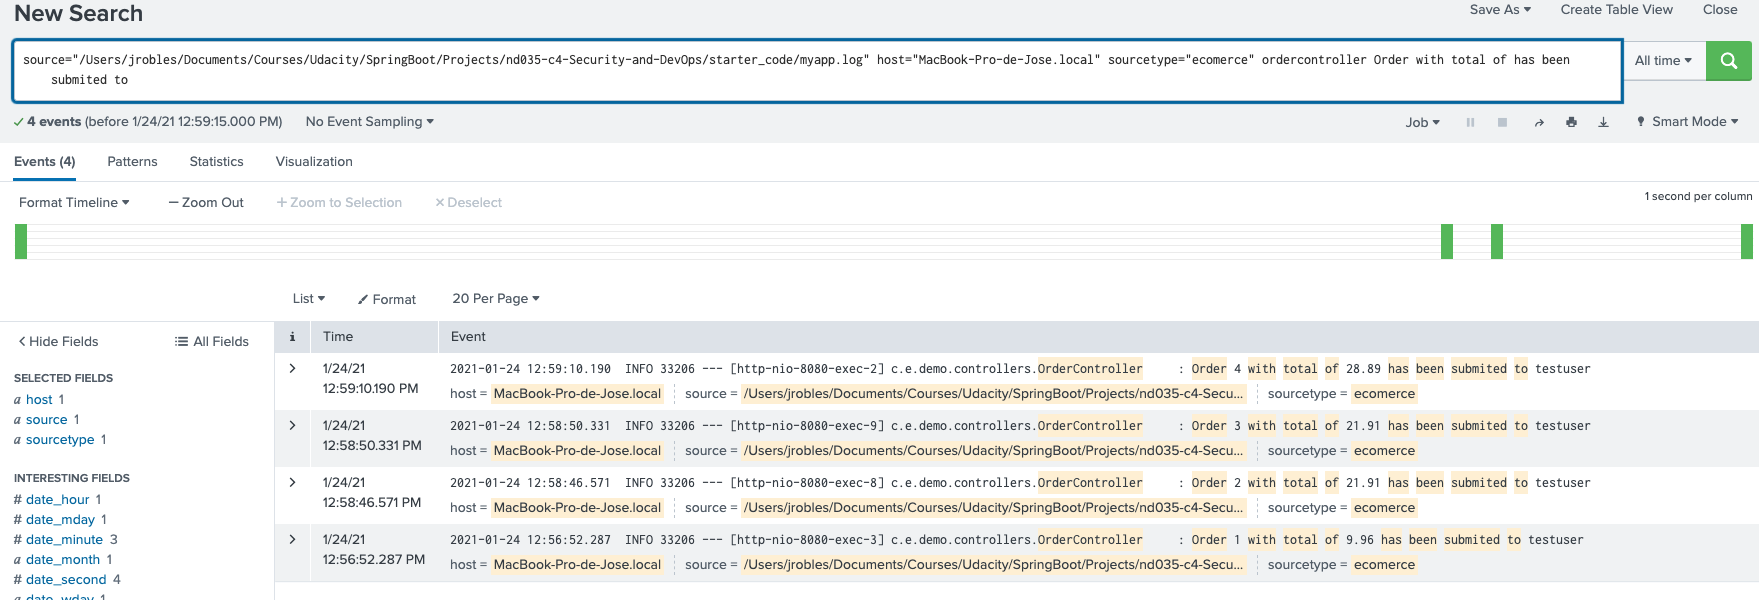 New Search
Save As Create Table View Close
source="/Users/jrobles/Documents/Courses/Udacity/SpringBoot/Projects/nd035-c4-Security-and-DevOps/starter_code/myapp.log" host="MacBook-Pro-de-Jose.local" sourcetype="ecomerce" ordercontroller Order with total of has been
submited to
All time
4 events (before 1/24/21 12:59:15.000 PM) No Event Sampling
Job Smart Mode
Events (4) Patterns Statistics Visualization
Format Timeline — Zoom Out + Zoom to Selection × Deselect
1 second per column
List Format 20 Per Page
< Hide Fields All Fields
i Time Event
SELECTED FIELDS
a host 1
a source 1
a sourcetype 1
INTERESTING FIELDS
# date_hour 1
# date_mday 1
# date_minute 3
a date_month 1
# date_second 4
a date_wday 1
> 1/24/21 2021-01-24 12:59:10.190 INFO 33206 --- [http-nio-8080-exec-2] c.e.demo.controllers.OrderController : Order 4 with total of 28.89 has been submited to testuser
12:59:10.190 PM host = MacBook-Pro-de-Jose.local source = /Users/jrobles/Documents/Courses/Udacity/SpringBoot/Projects/nd035-c4-Secu... sourcetype = ecomerce
> 1/24/21 2021-01-24 12:58:50.331 INFO 33206 --- [http-nio-8080-exec-9] c.e.demo.controllers.OrderController : Order 3 with total of 21.91 has been submited to testuser
12:58:50.331 PM host = MacBook-Pro-de-Jose.local source = /Users/jrobles/Documents/Courses/Udacity/SpringBoot/Projects/nd035-c4-Secu... sourcetype = ecomerce
> 1/24/21 2021-01-24 12:58:46.571 INFO 33206 --- [http-nio-8080-exec-8] c.e.demo.controllers.OrderController : Order 2 with total of 21.91 has been submited to testuser
12:58:46.571 PM host = MacBook-Pro-de-Jose.local source = /Users/jrobles/Documents/Courses/Udacity/SpringBoot/Projects/nd035-c4-Secu... sourcetype = ecomerce
> 1/24/21 2021-01-24 12:56:52.287 INFO 33206 --- [http-nio-8080-exec-3] c.e.demo.controllers.OrderController : Order 1 with total of 9.96 has been submited to testuser
12:56:52.287 PM host = MacBook-Pro-de-Jose.local source = /Users/jrobles/Documents/Courses/Udacity/SpringBoot/Projects/nd035-c4-Secu... sourcetype = ecomerce